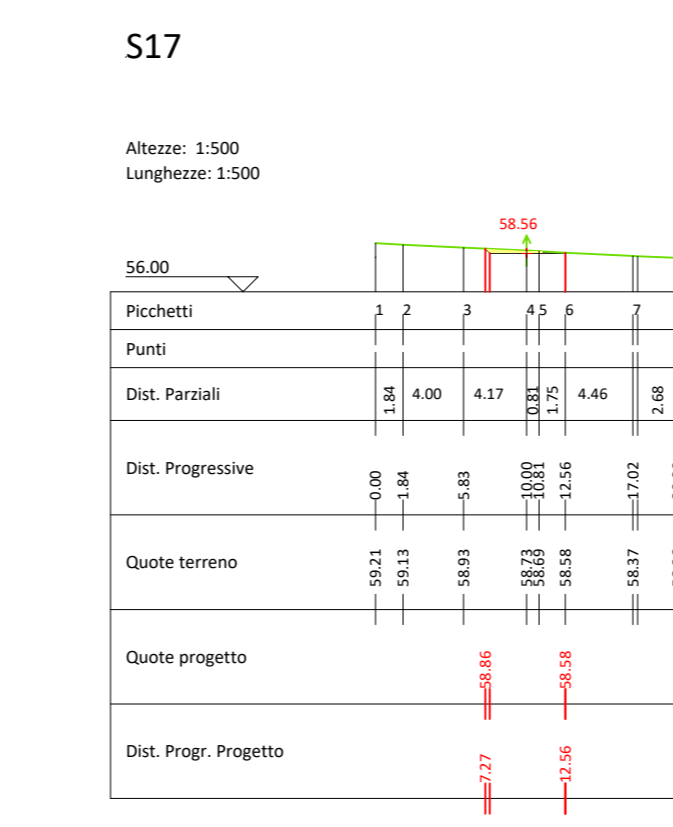 S17
Altezze: 1:500
Lunghezze: 1:500
58.56
56.00
Picchetti 1 2 3 4 5 6 7
Punti
Dist. Parziali 1.84 4.00 4.17 0.81 1.75 4.46 2.68
Dist. Progressive 0.00 1.84 5.83 10.00 10.81 12.56 17.02
Quote terreno 59.21 59.13 58.93 58.73 58.69 58.58 58.37
Quote progetto 58.86 58.58
Dist. Progr. Progetto 7.27 12.56